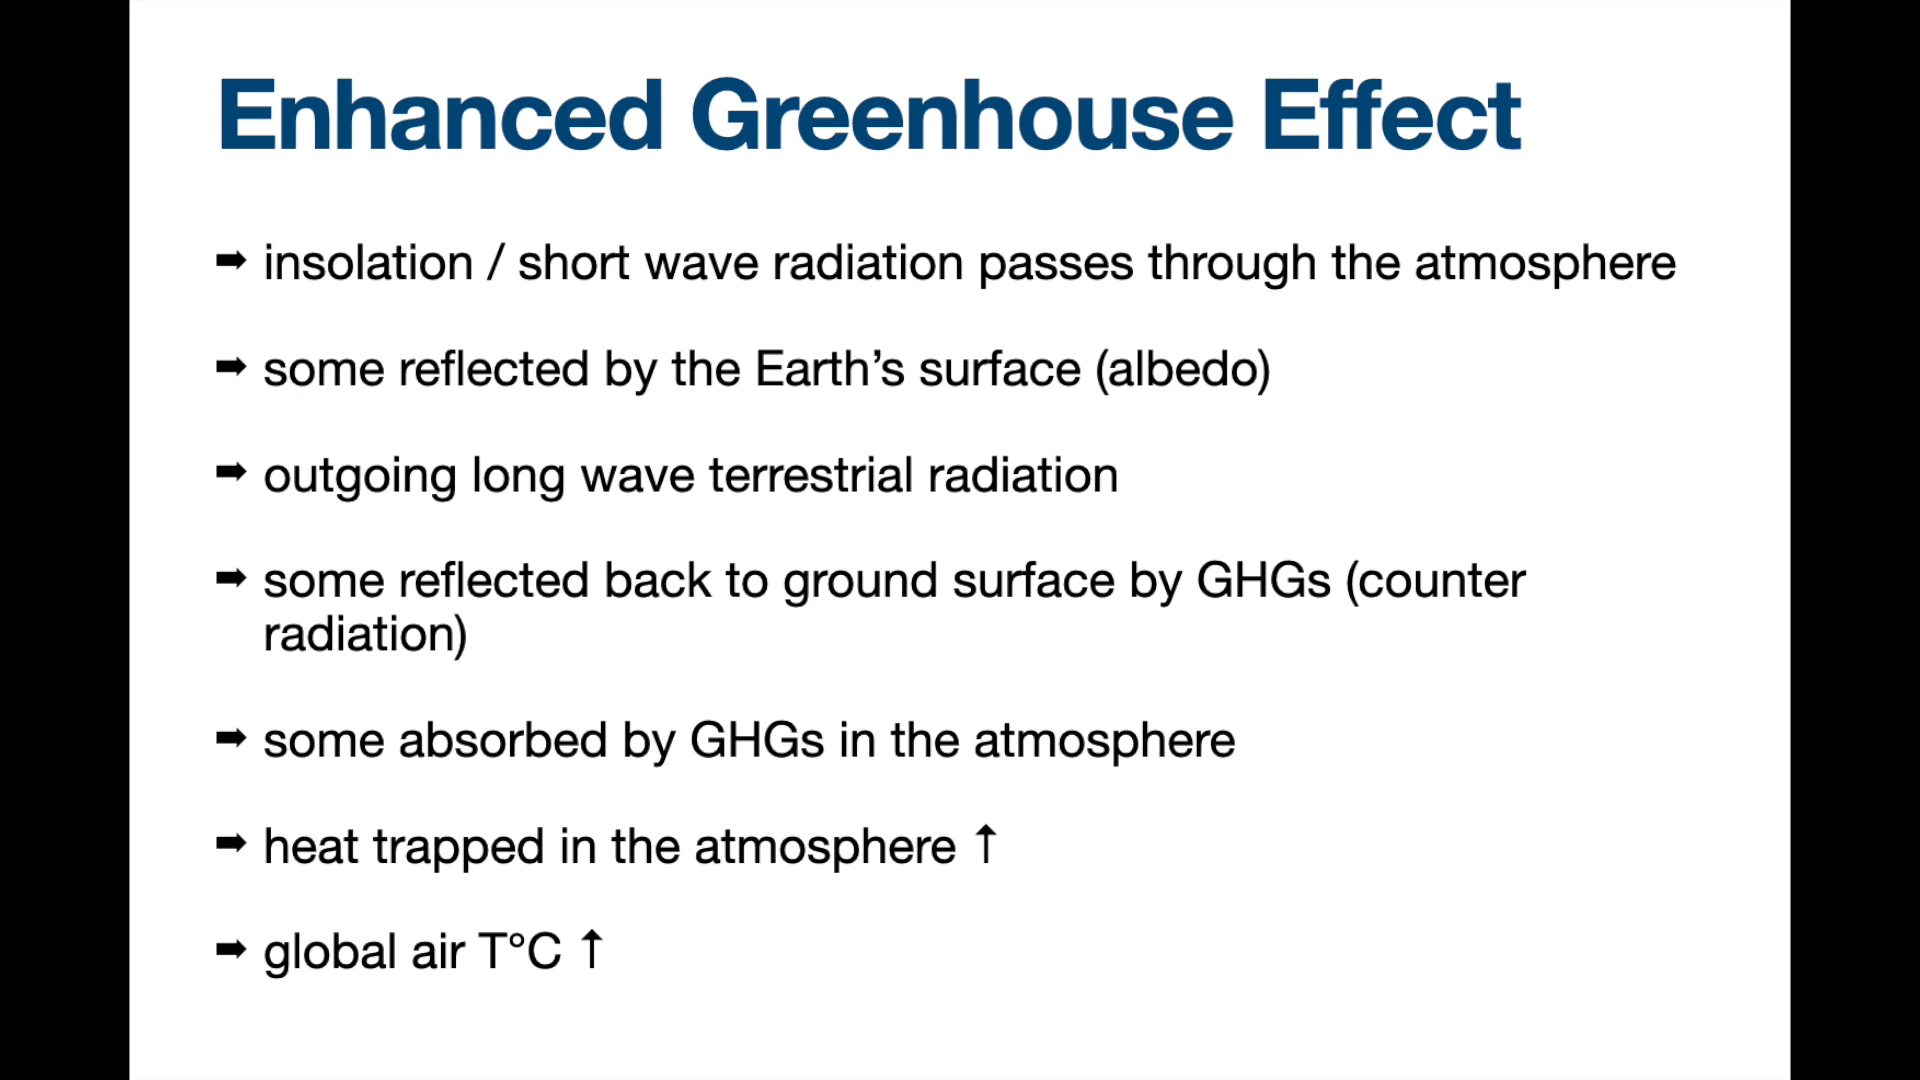 Enhanced Greenhouse Effect
➡ insolation / short wave radiation passes through the atmosphere
➡ some reflected by the Earth’s surface (albedo)
➡ outgoing long wave terrestrial radiation
➡ some reflected back to ground surface by GHGs (counter
radiation)
➡ some absorbed by GHGs in the atmosphere
➡ heat trapped in the atmosphere ↑
➡ global air T°C ↑